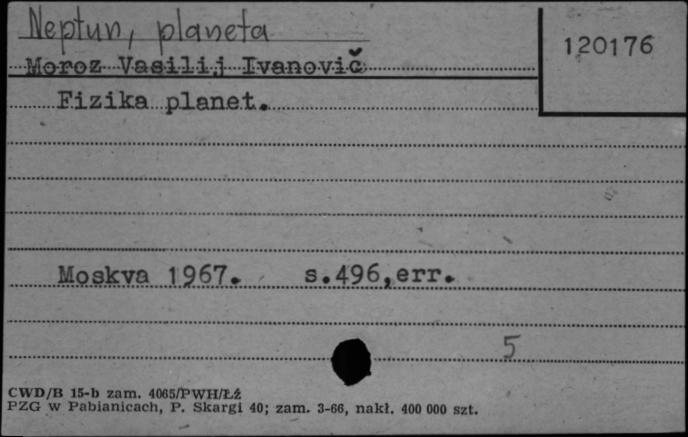 Neptun, planeta
120176
Moroz Vasilij Ivanovič
Fizika planet.
Moskva 1967. s.496,err.
5
CWD/B 15-b zam. 4065/PWH/ŁŹ
PZG w Pabianicach, P. Skargi 40; zam. 3-66, nakł. 400 000 szt.